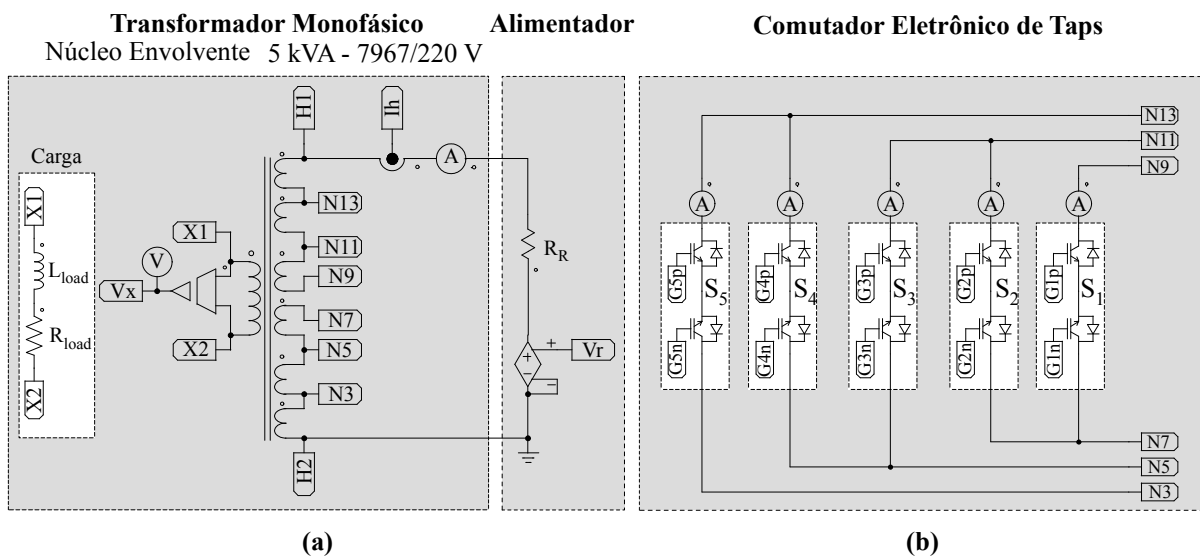 Transformador Monofásico
Núcleo Envolvente 5 kVA - 7967/220 V
Alimentador
Comutador Eletrônico de Taps
Carga
X1
Lload
Rload
X2
Vx
V
X1
X2
H1
Ih
A
N13
N11
N9
N7
N5
N3
H2
RR
+
−
+
−
Vr
N13
N11
N9
A
A
A
A
A
G5p
G5n
S5
G4p
G4n
S4
G3p
G3n
S3
G2p
G2n
S2
G1p
G1n
S1
N7
N5
N3
(a)
(b)